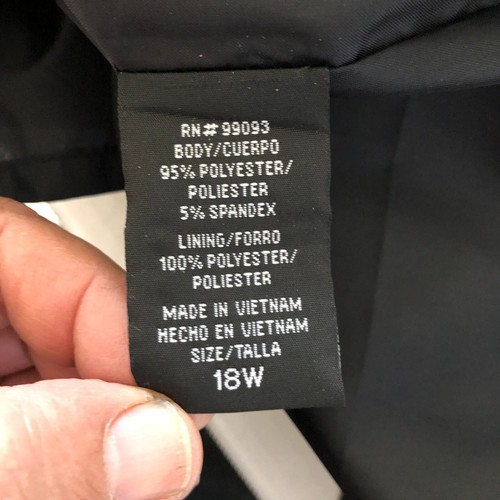 RN# 99093
BODY/CUERPO
95% POLYESTER/
POLIESTER
5% SPANDEX
LINING/FORRO
100% POLYESTER/
POLIESTER
MADE IN VIETNAM
HECHO EN VIETNAM
SIZE/TALLA
18W